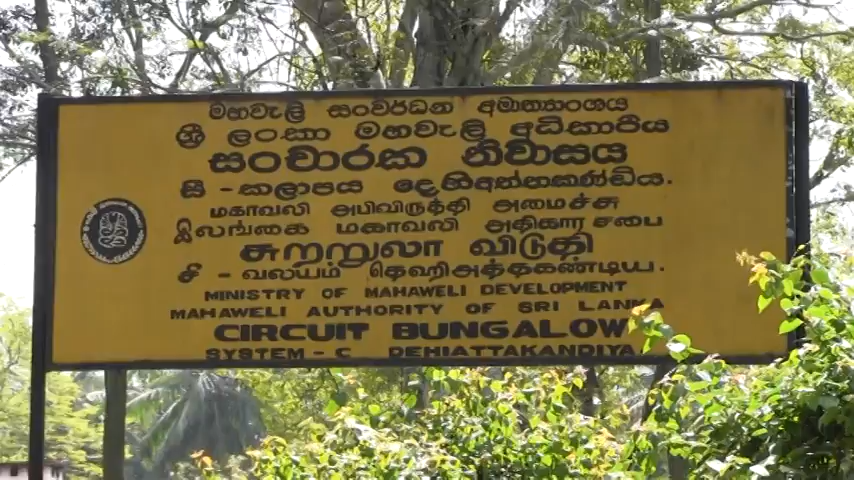 මහවැලි සංවර්ධන අමාත්‍යාංශය
ශ්‍රී ලංකා මහවැලි අධිකාරිය
සංචාරක නිවාසය
සී - කලාපය දෙහිඅත්තකණ්ඩිය.
மகாவலி அபிவிருத்தி அமைச்சு
இலங்கை மகாவலி அதிகார சபை
சுற்றுலா விடுதி
சீ - வலயம் தெஹிஅத்தகண்டிய.
MINISTRY OF MAHAWELI DEVELOPMENT
MAHAWELI AUTHORITY OF SRI LANKA
CIRCUIT BUNGALOW
SYSTEM - C DEHIATTAKANDIYA